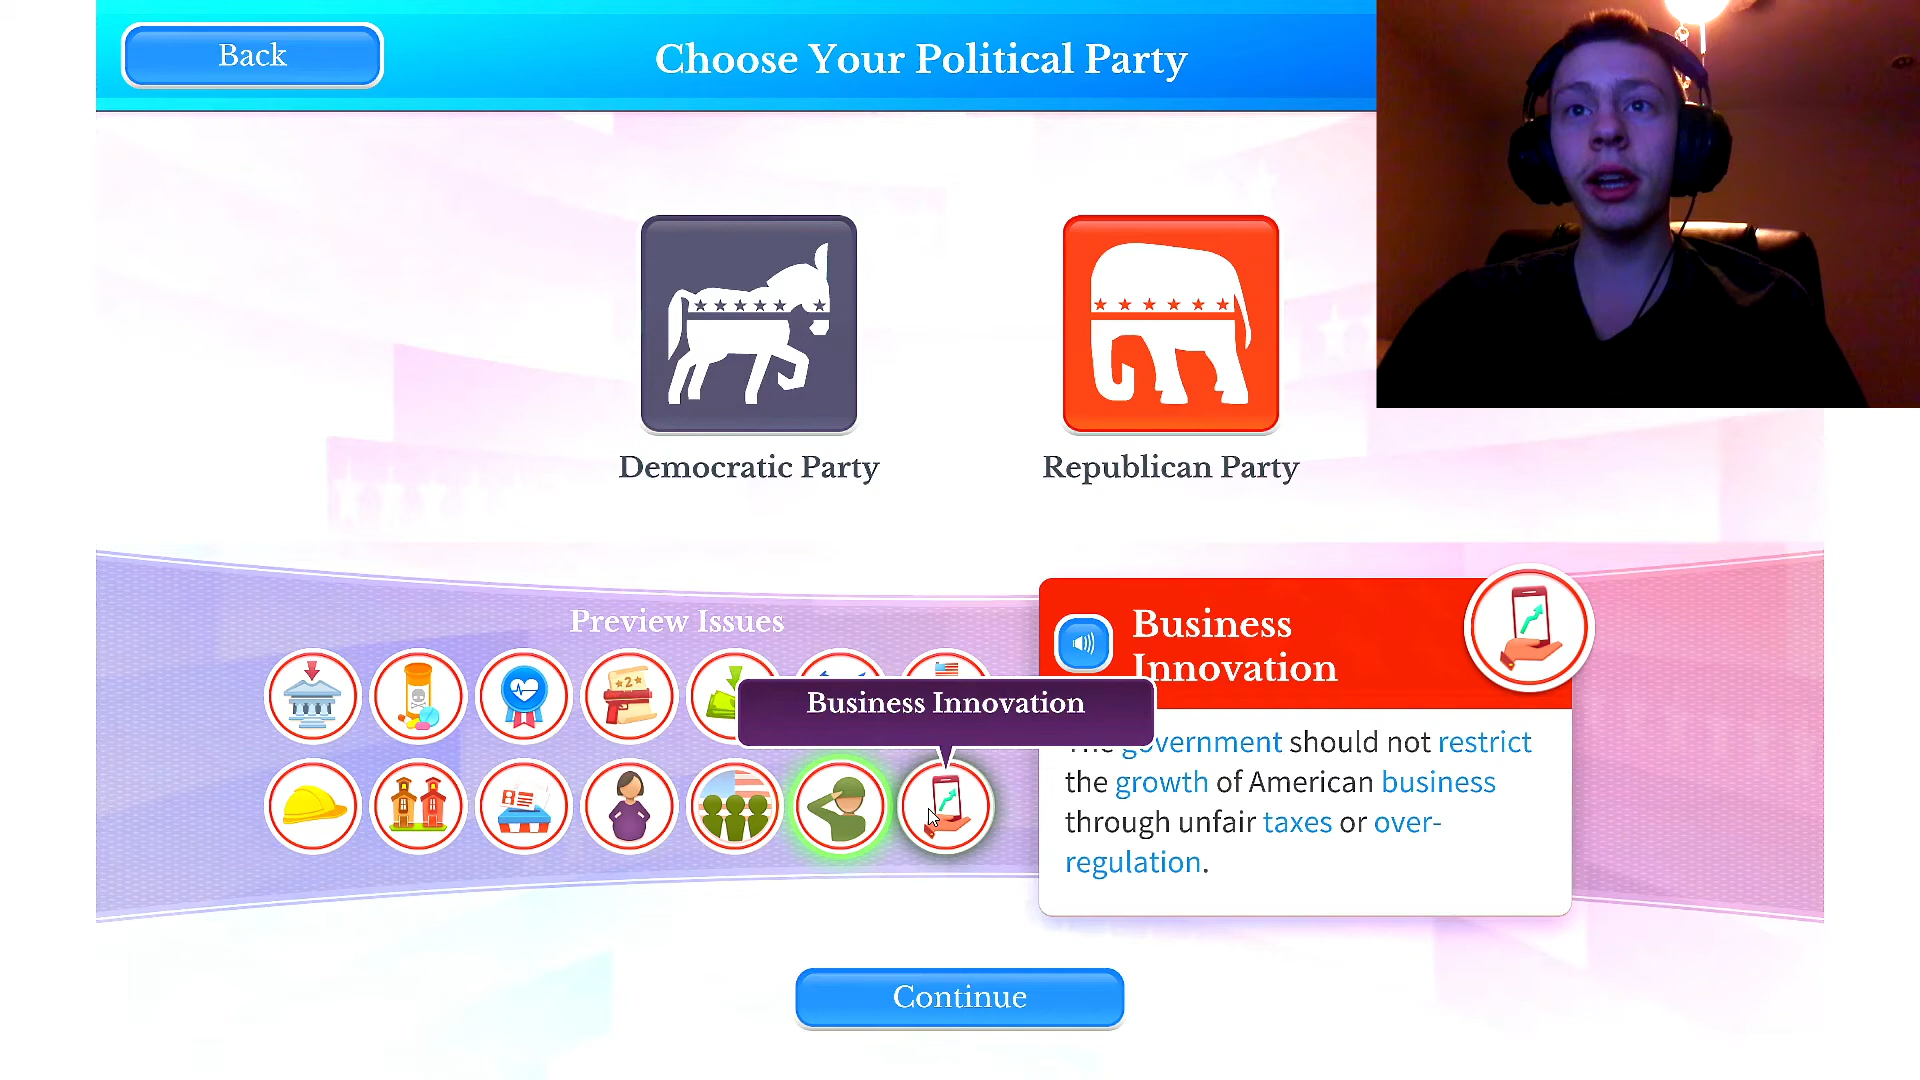 Back
Choose Your Political Party
Democratic Party
Republican Party
Preview Issues
Business Innovation
Business
Innovation
government should not restrict
the growth of American business
through unfair taxes or over-
regulation.
Continue